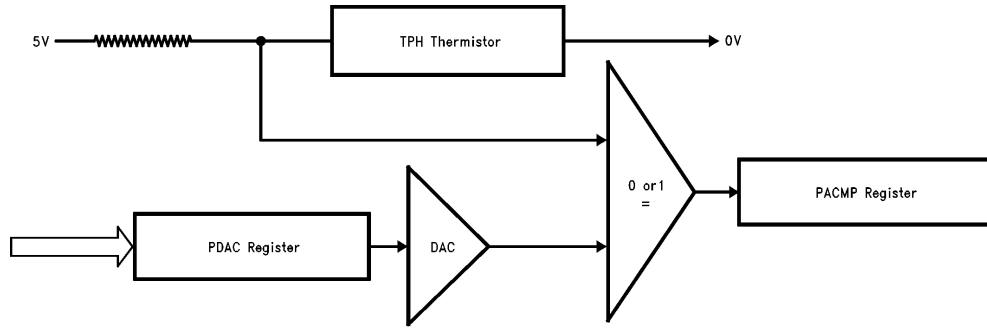 5V
TPH Thermistor
0V
0 or1
=
PACMP Register
PDAC Register
DAC